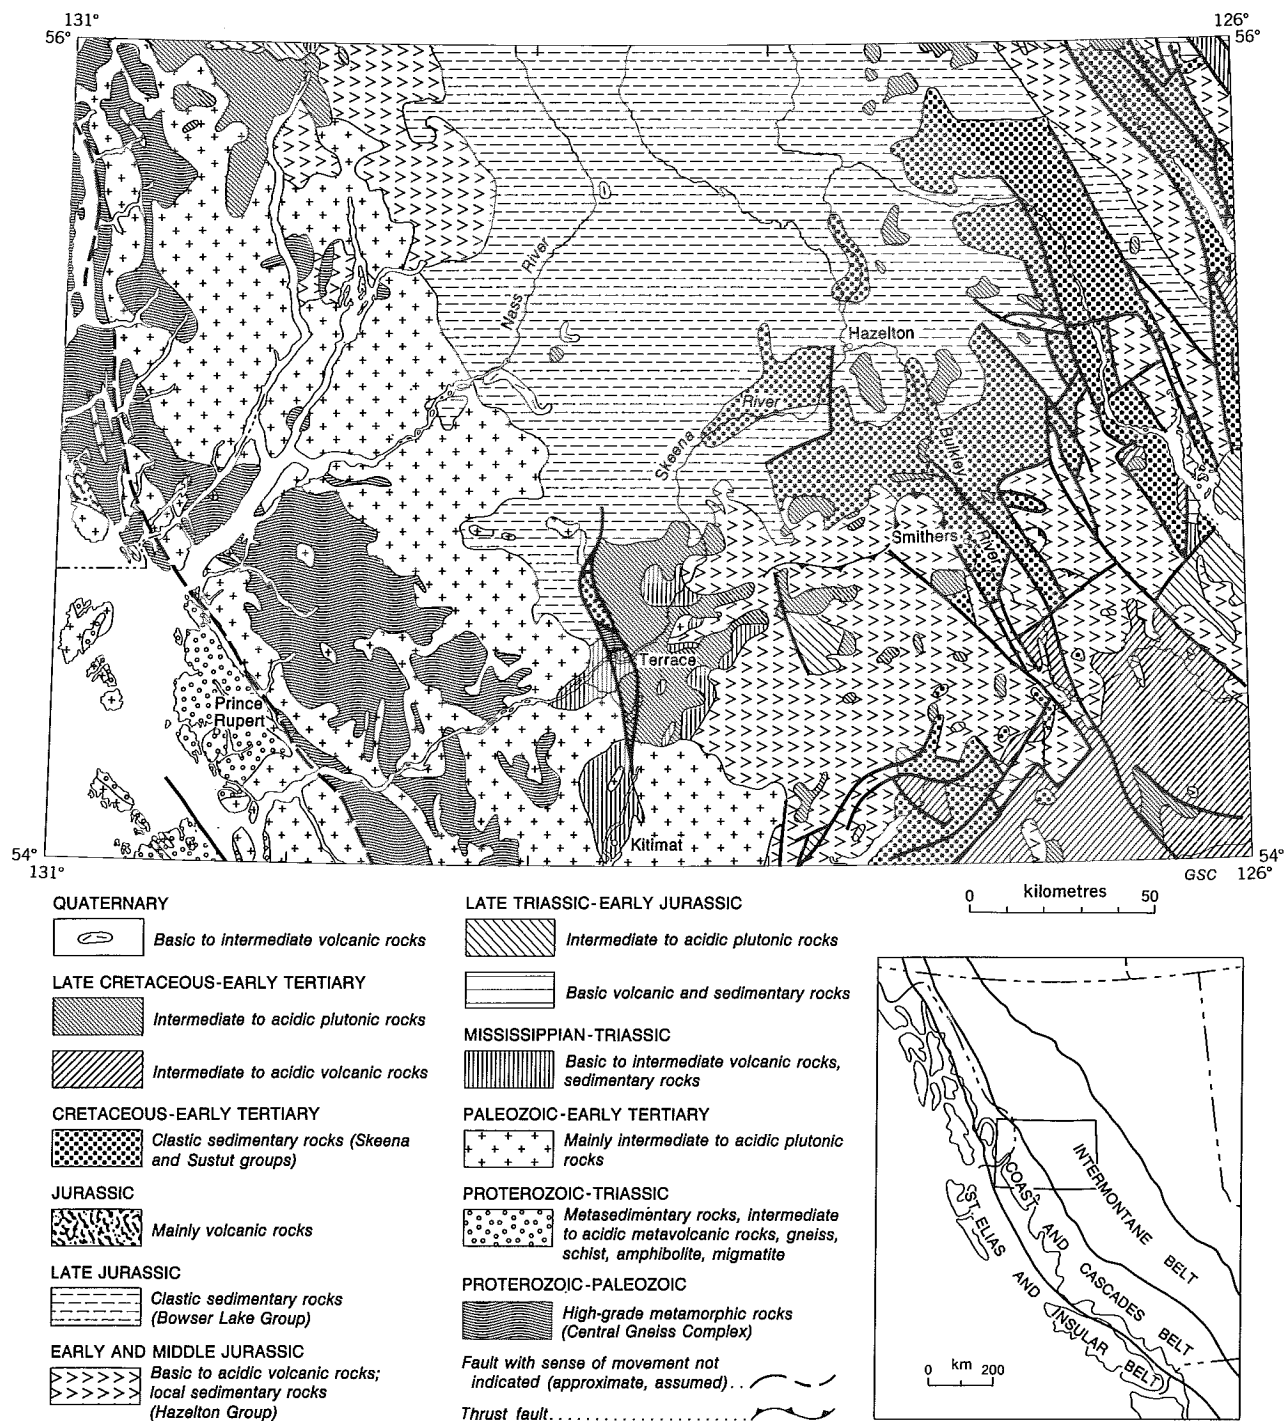 131°
126°
56°
56°
Nass River
Hazelton
Skeena River
Bulkley River
Smithers
Terrace
Prince
Rupert
Kitimat
54°
54°
131°
GSC
126°
kilometres
0 50
QUATERNARY
Basic to intermediate volcanic rocks
LATE CRETACEOUS-EARLY TERTIARY
Intermediate to acidic plutonic rocks
Intermediate to acidic volcanic rocks
CRETACEOUS-EARLY TERTIARY
Clastic sedimentary rocks (Skeena
and Sustut groups)
JURASSIC
Mainly volcanic rocks
LATE JURASSIC
Clastic sedimentary rocks
(Bowser Lake Group)
EARLY AND MIDDLE JURASSIC
Basic to acidic volcanic rocks;
local sedimentary rocks
(Hazelton Group)
LATE TRIASSIC-EARLY JURASSIC
Intermediate to acidic plutonic rocks
Basic volcanic and sedimentary rocks
MISSISSIPPIAN-TRIASSIC
Basic to intermediate volcanic rocks,
sedimentary rocks
PALEOZOIC-EARLY TERTIARY
Mainly intermediate to acidic plutonic
rocks
PROTEROZOIC-TRIASSIC
Metasedimentary rocks, intermediate
to acidic metavolcanic rocks, gneiss,
schist, amphibolite, migmatite
PROTEROZOIC-PALEOZOIC
High-grade metamorphic rocks
(Central Gneiss Complex)
Fault with sense of movement not
indicated (approximate, assumed)..
Thrust fault......................
INTERMONTANE BELT
COAST AND CASCADES BELT
ST. ELIAS AND INSULAR BELT
0 km 200